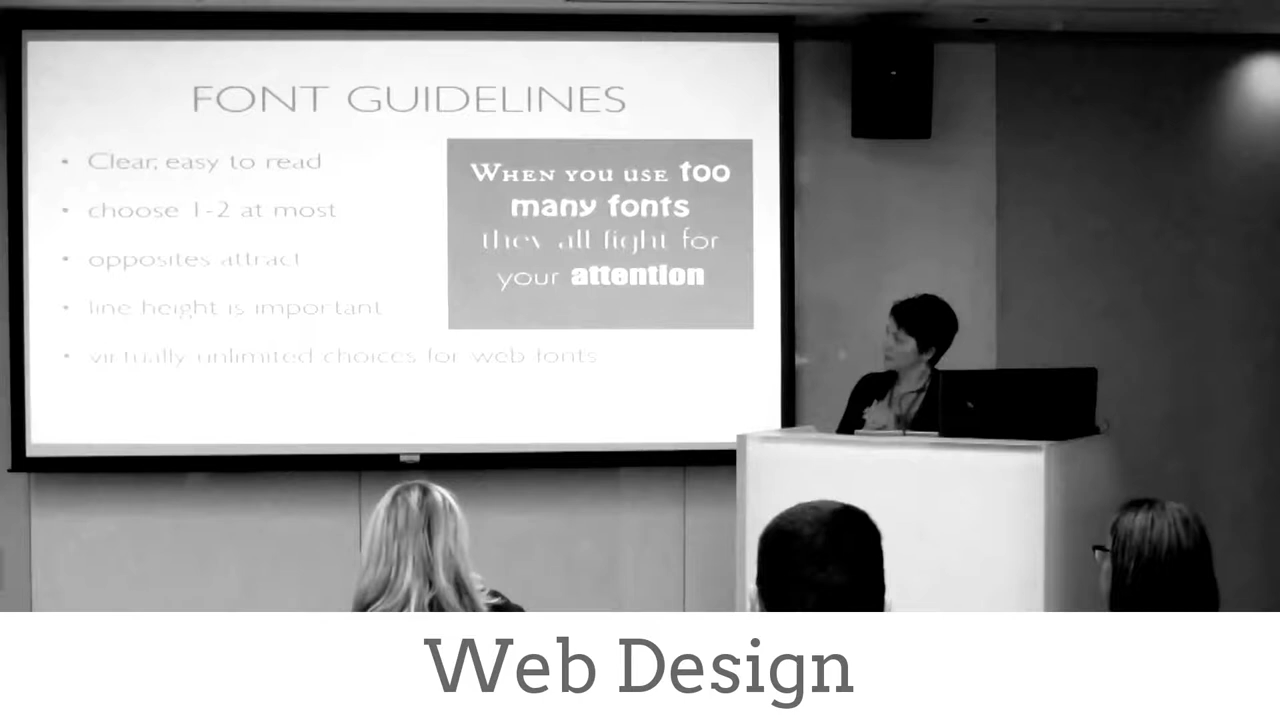 FONT GUIDELINES
• Clear, easy to read
• choose 1-2 at most
• opposites attract
• line height is important
• virtually unlimited choices for web fonts
WHEN YOU USE too
many fonts
they all fight for
your attention
Web Design